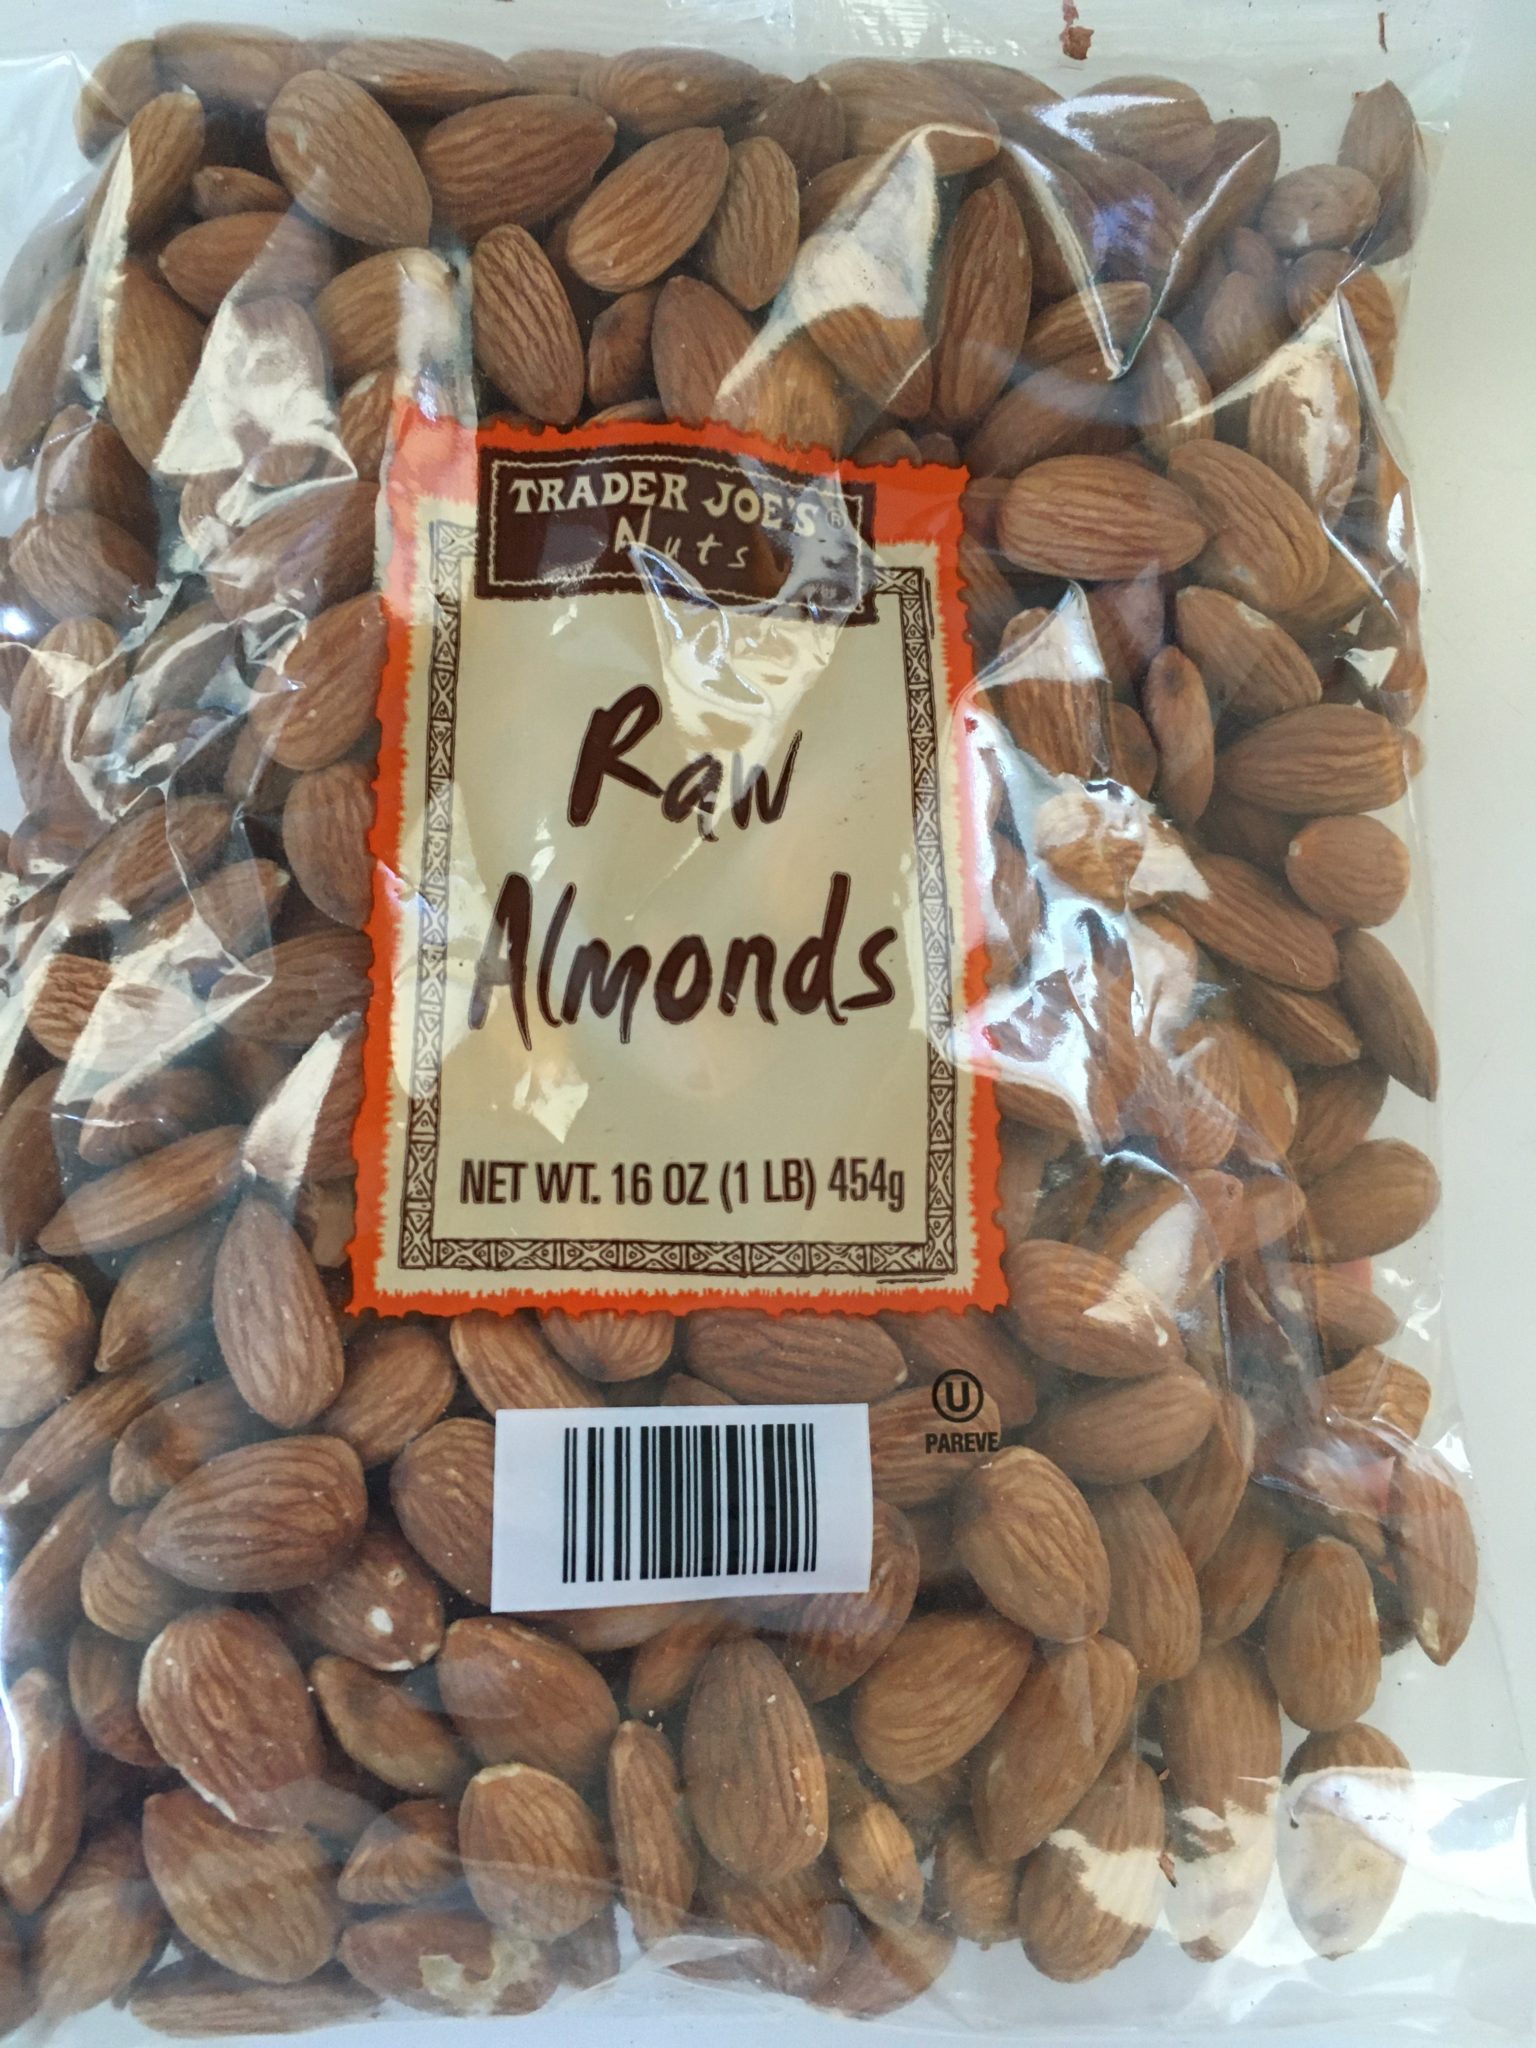 TRADER JOE'S®
Nuts
Raw
Almonds
NET WT. 16 OZ (1 LB) 454g
U
PAREVE